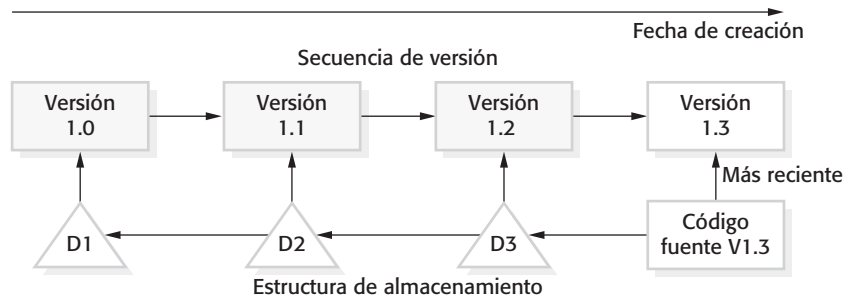 Fecha de creación
Secuencia de versión
Versión
1.0
Versión
1.1
Versión
1.2
Versión
1.3
Más reciente
D1
D2
D3
Código
fuente V1.3
Estructura de almacenamiento